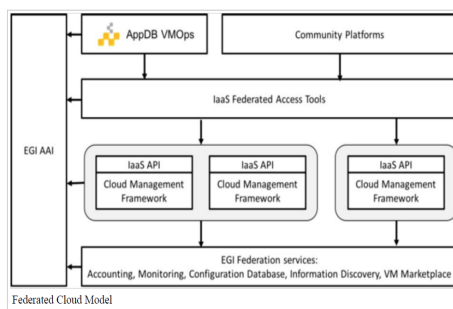 AppDB VMOps
Community Platforms
IaaS Federated Access Tools
EGI AAI
IaaS API
Cloud Management
Framework
IaaS API
Cloud Management
Framework
IaaS API
Cloud Management
Framework
EGI Federation services:
Accounting, Monitoring, Configuration Database, Information Discovery, VM Marketplace
Federated Cloud Model